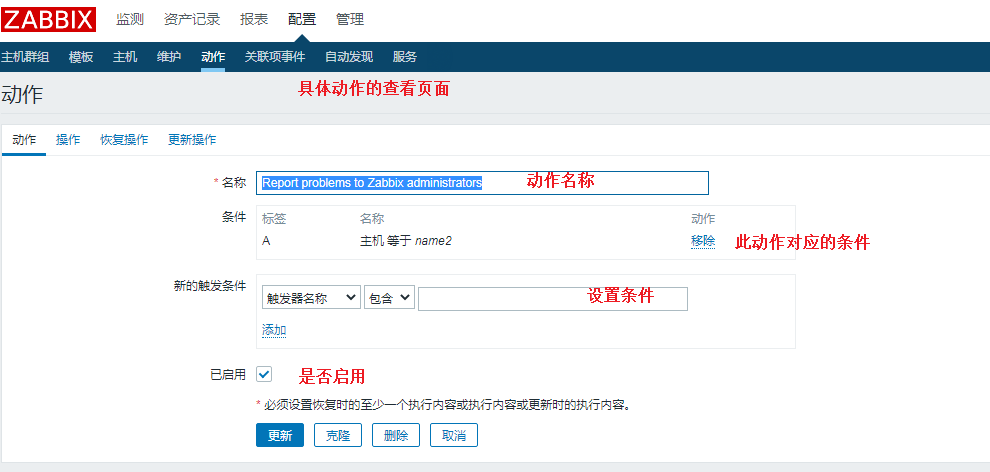 ZABBIX 监测 资产记录 报表 配置 管理
主机群组 模板 主机 维护 动作 关联项事件 自动发现 服务
具体动作的查看页面
动作
动作 操作 恢复操作 更新操作
* 名称 Report problems to Zabbix administrators 动作名称
条件 标签 名称 动作
A 主机 等于 name2 移除 此动作对应的条件
新的触发条件 触发器名称 包含 设置条件
添加
已启用 是否启用
* 必须设置恢复时的至少一个执行内容或执行内容或更新时的执行内容。
更新 克隆 删除 取消